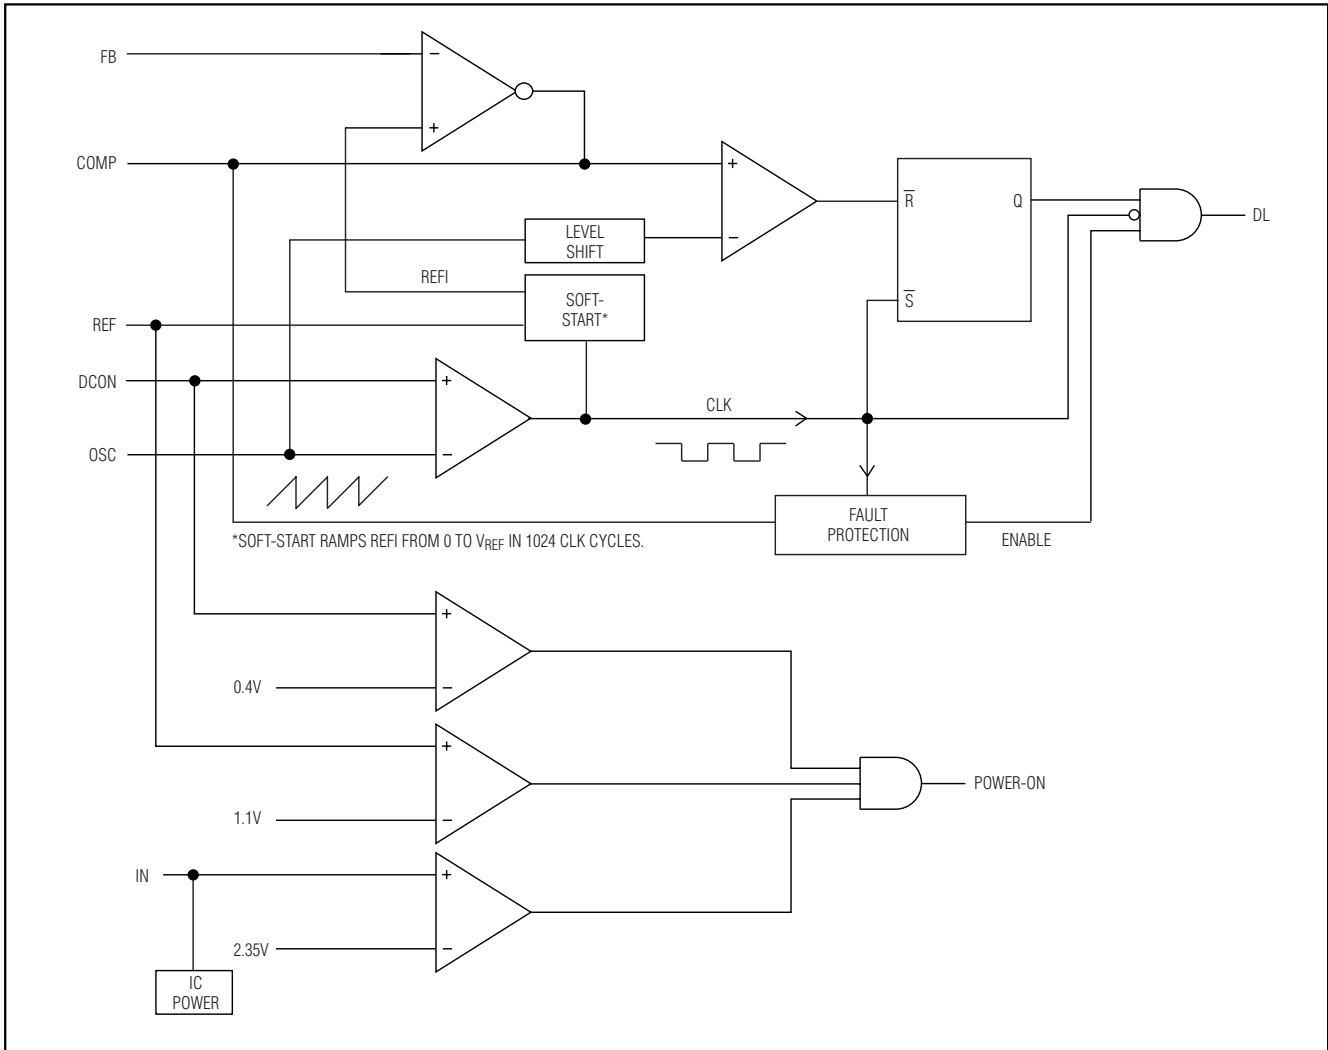 FB
−
+
COMP
+
−
R̅
Q
S̅
DL
LEVEL
SHIFT
REFI
SOFT-
START*
REF
DCON
+
−
CLK
OSC
FAULT
PROTECTION
ENABLE
*SOFT-START RAMPS REFI FROM 0 TO VREF IN 1024 CLK CYCLES.
+
0.4V
−
+
1.1V
−
POWER-ON
IN
+
2.35V
−
IC
POWER